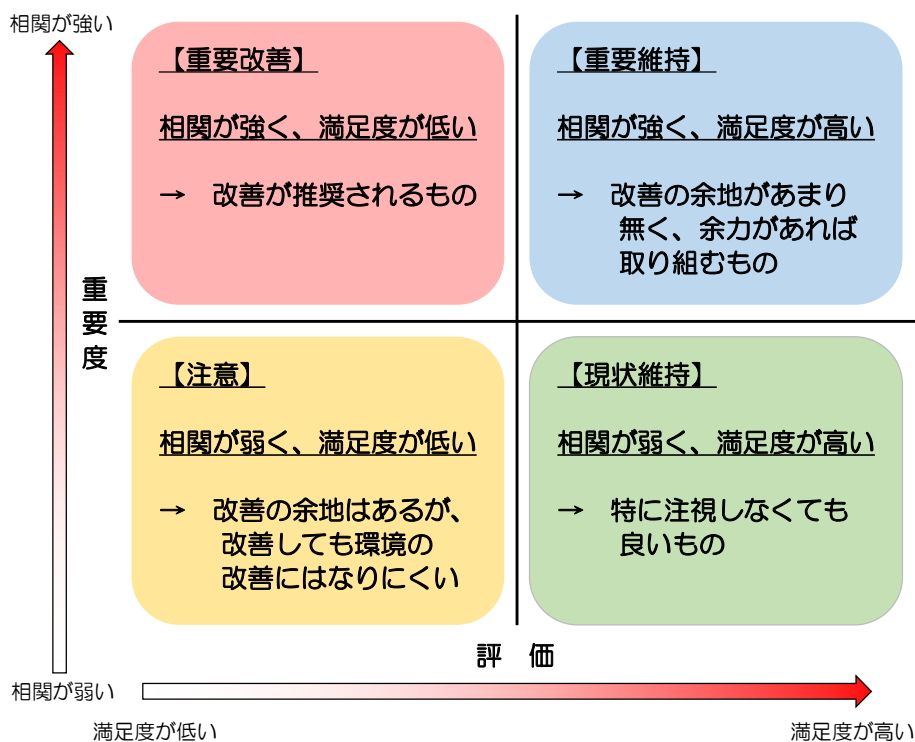 相関が強い
【重要改善】
相関が強く、満足度が低い
→ 改善が推奨されるもの
【重要維持】
相関が強く、満足度が高い
→ 改善の余地があまり
無く、余力があれば
取り組むもの
重要度
【注意】
相関が弱く、満足度が低い
→ 改善の余地はあるが、
改善しても環境の
改善にはなりにくい
【現状維持】
相関が弱く、満足度が高い
→ 特に注視しなくても
良いもの
評 価
相関が弱い
満足度が低い
満足度が高い